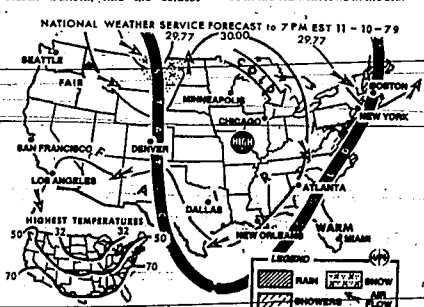 NATIONAL WEATHER SERVICE FORECAST to 7 PM EST 11 - 10 - 79
29.77 30.00 29.77
SEATTLE
FAIR
COLD
BOSTON
MINNEAPOLIS
NEW YORK
CHICAGO
SAN FRANCISCO
DENVER
HIGH
F
LOS ANGELES
A
R
ATLANTA
DALLAS
HIGHEST TEMPERATURES
NEW ORLEANS
WARM
MIAMI
50 32 32 50
70 70
LEGEND
RAIN
SNOW
SHOWERS
AIR FLOW